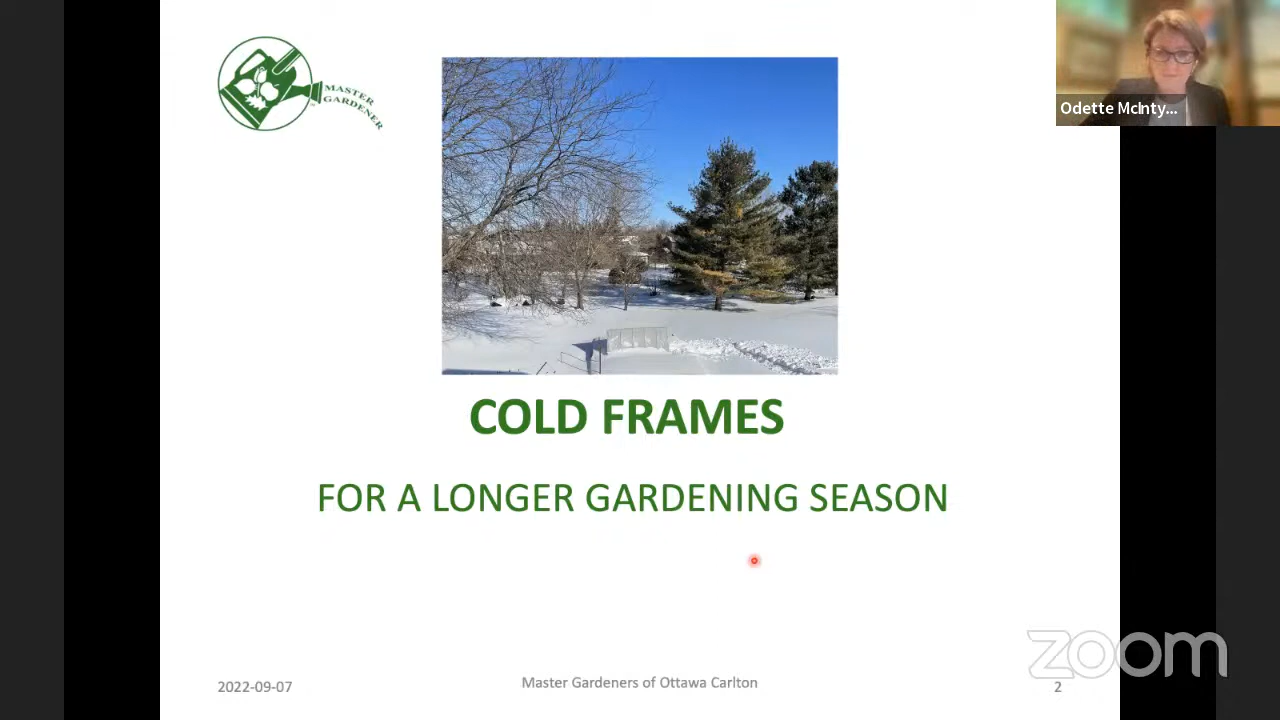 MASTER
GARDENER
Odette McInty...
COLD FRAMES
FOR A LONGER GARDENING SEASON
zoom
2022-09-07
Master Gardeners of Ottawa Carlton
2